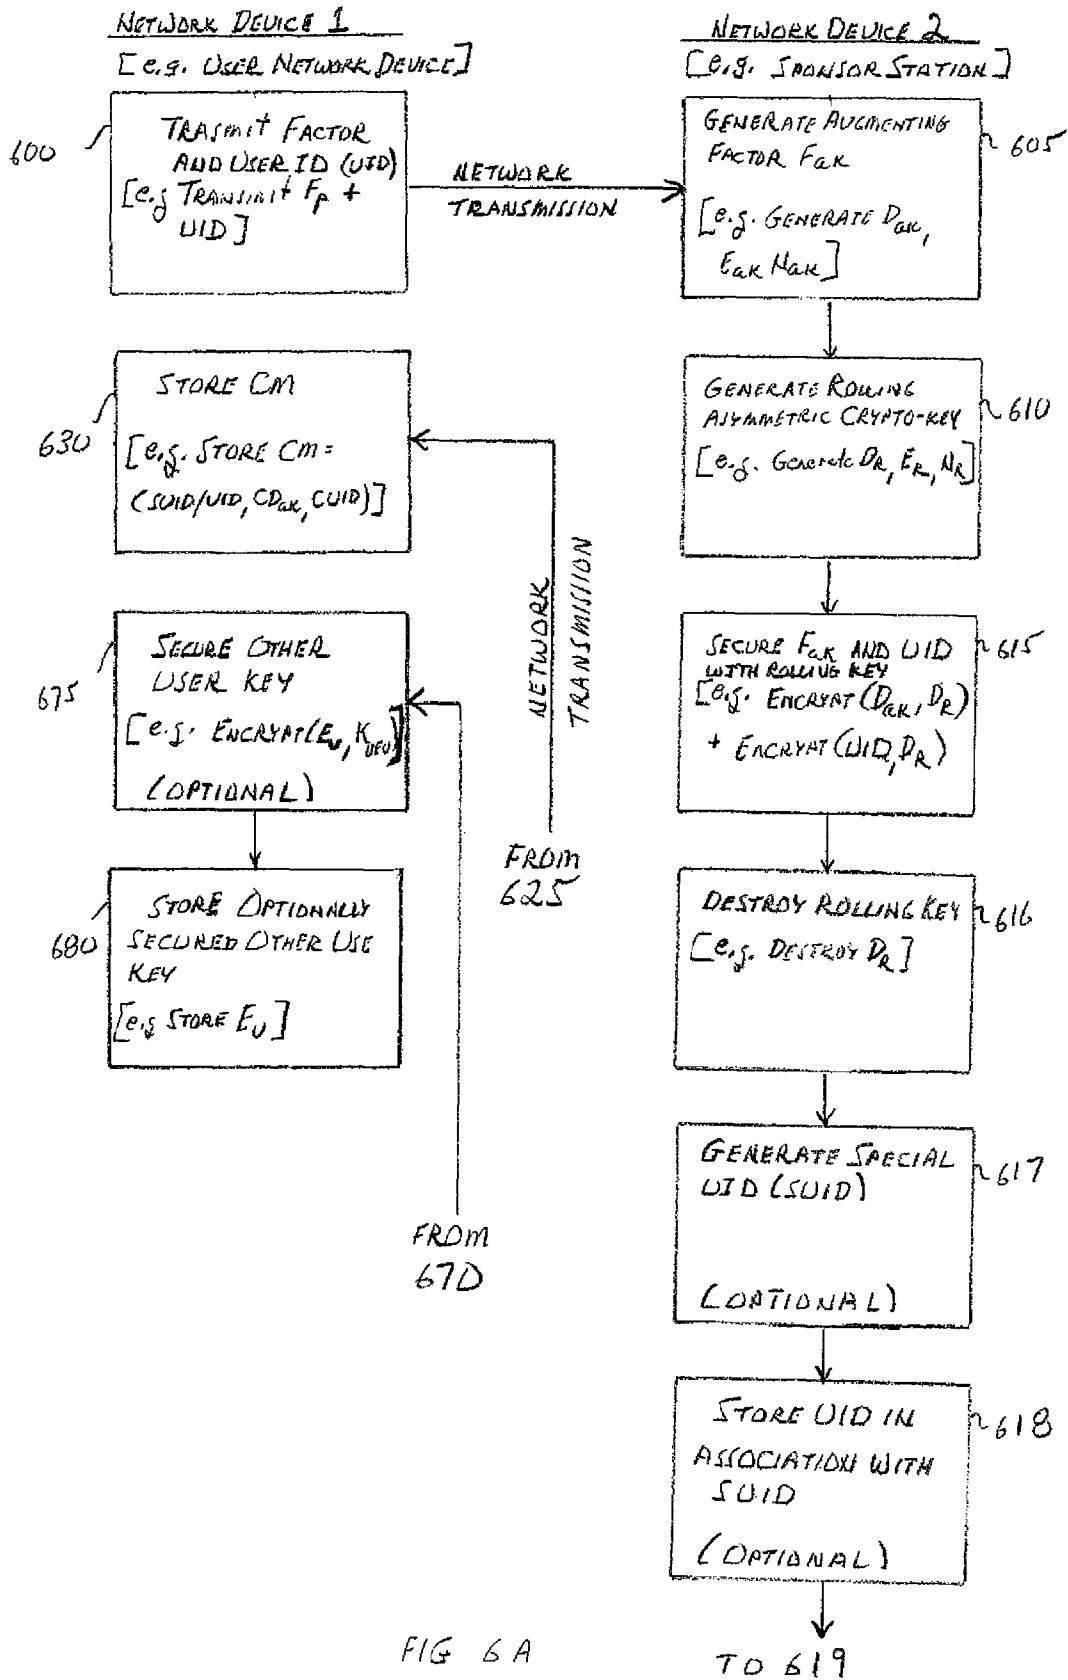 NETWORK DEVICE 1
[e.g. USER NETWORK DEVICE]
600
TRASMIT FACTOR
AND USER ID (UID)
[e.g TRANSMIT Fp +
UID]
NETWORK
TRANSMISSION
NETWORK DEVICE 2
[e.g. SPONSOR STATION]
GENERATE AUGMENTING
FACTOR Fak
[e.g. GENERATE Dak,
Eak Nak]
605
630
STORE CM
[e.g. STORE Cm =
(SUID/UID, CDak, CUID)]
GENERATE ROLLING
ASYMMETRIC CRYPTO-KEY
[e.g. Generate DR, ER, NR]
610
NETWORK
TRANSMISSION
FROM
625
675
SECURE OTHER
USER KEY
[e.g. ENCRYPT(EU, KUEU)]
(OPTIONAL)
SECURE Fak AND UID
WITH ROLLING KEY
[e.g. ENCRYPT(Dak, DR)
+ ENCRYPT(UID, DR)
615
680
STORE OPTIONALLY
SECURED OTHER USE
KEY
[e.g STORE EU]
DESTROY ROLLING KEY
[e.g. DESTROY DR]
616
FROM
670
GENERATE SPECIAL
UID (SUID)
(OPTIONAL)
617
STORE UID IN
ASSOCIATION WITH
SUID
(OPTIONAL)
618
TO 619
FIG 6A